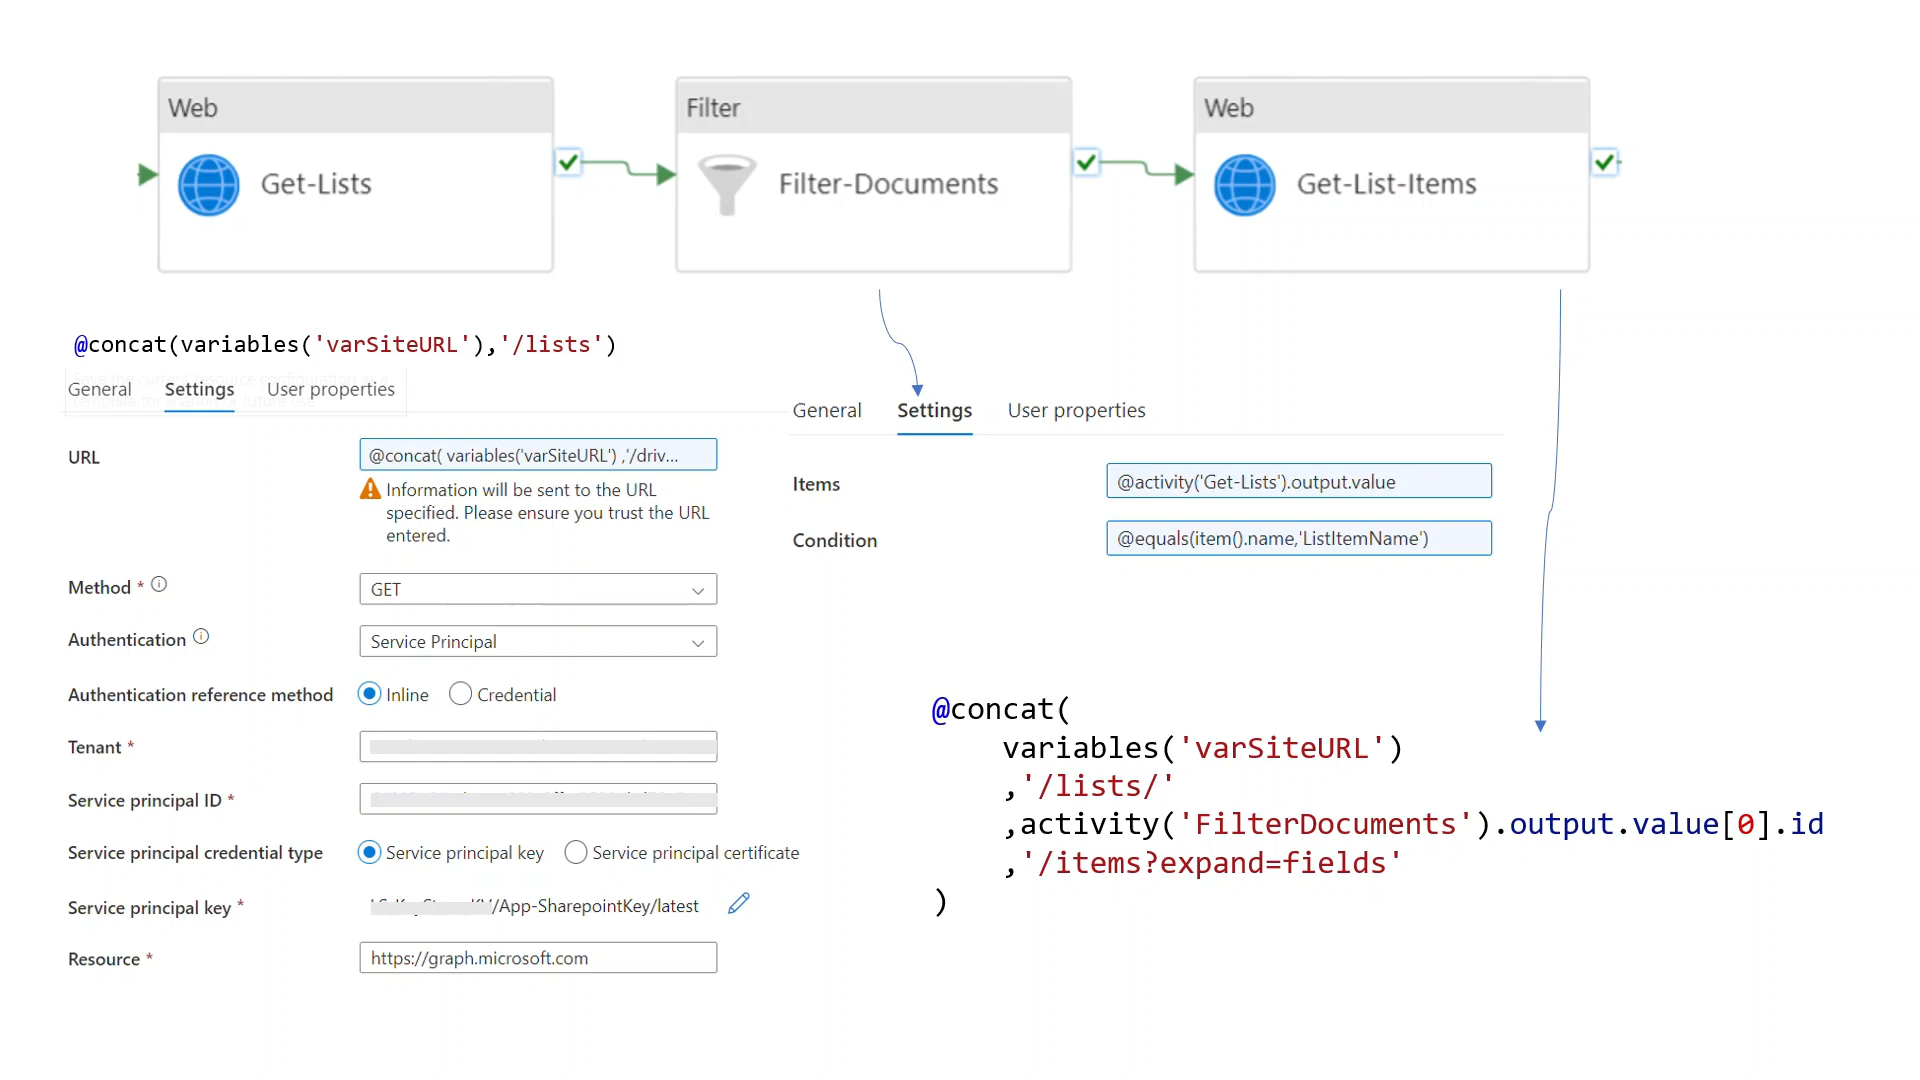 Web
Get-Lists
Filter
Filter-Documents
Web
Get-List-Items
@concat(variables('varSiteURL'),'/lists')
General Settings User properties
URL
@concat( variables('varSiteURL') ,'/driv...
Information will be sent to the URL
specified. Please ensure you trust the URL
entered.
Method *
GET
Authentication
Service Principal
Authentication reference method
Inline
Credential
Tenant *
Service principal ID *
Service principal credential type
Service principal key
Service principal certificate
Service principal key *
/App-SharepointKey/latest
Resource *
https://graph.microsoft.com
General Settings User properties
Items
@activity('Get-Lists').output.value
Condition
@equals(item().name,'ListItemName')
@concat(
variables('varSiteURL')
,'/lists/'
,activity('FilterDocuments').output.value[0].id
,'/items?expand=fields'
)